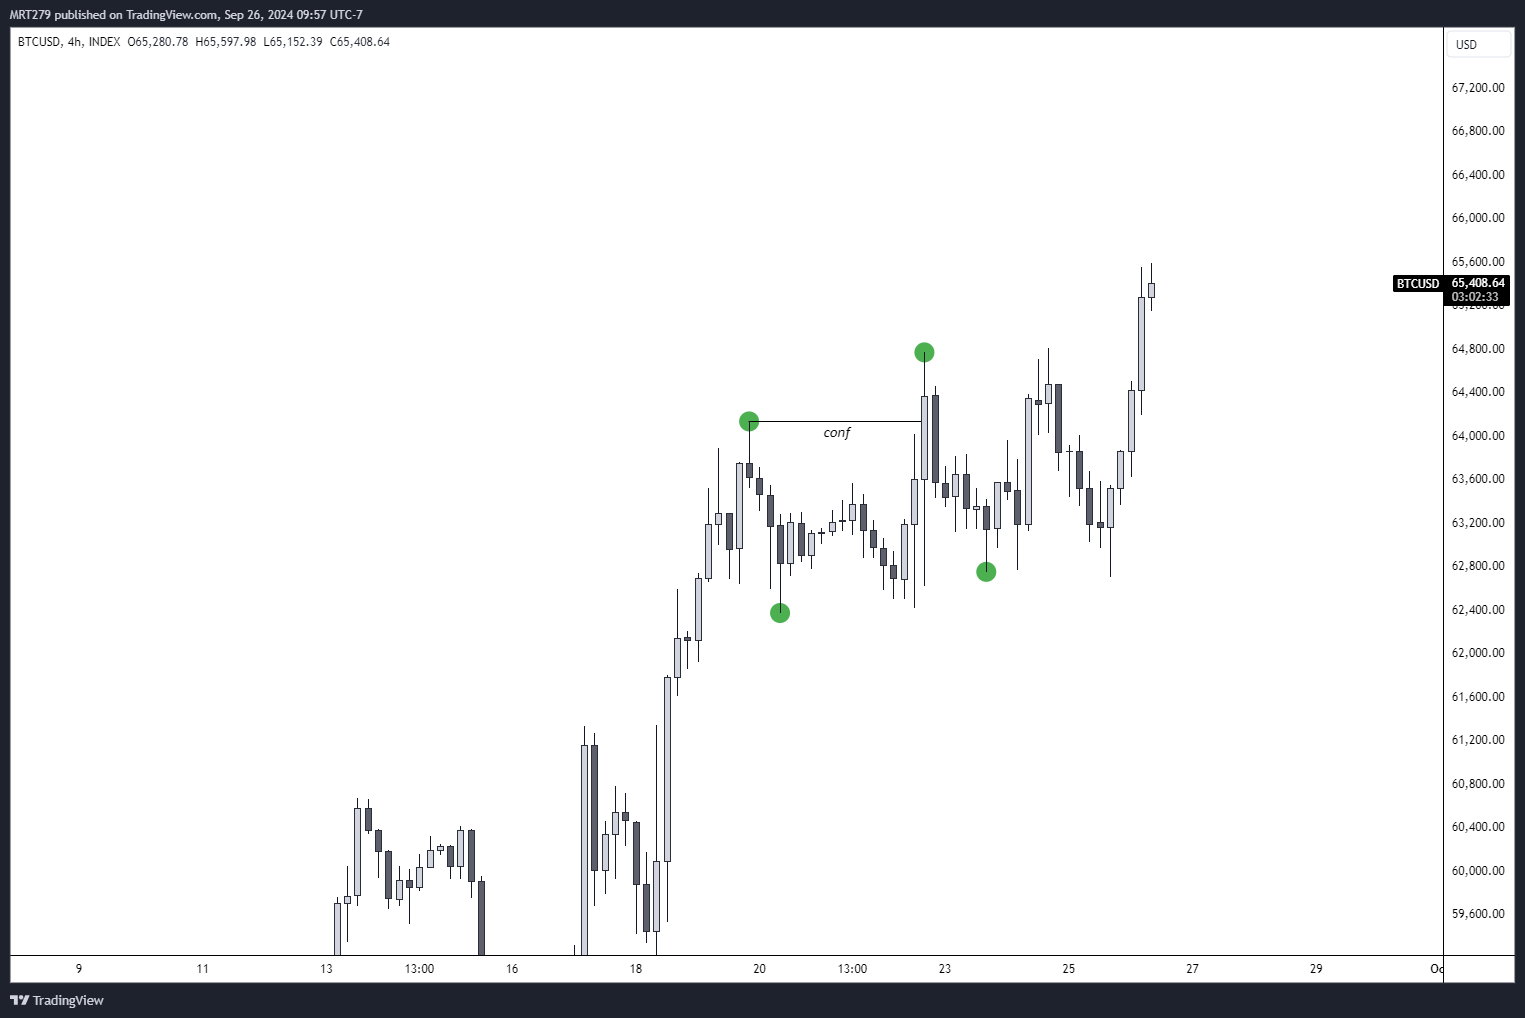 MRT279 published on TradingView.com, Sep 26, 2024 09:57 UTC-7
BTCUSD, 4h, INDEX O65,280.78 H65,597.98 L65,152.39 C65,408.64
USD
67,200.00
66,800.00
66,400.00
66,000.00
65,600.00
BTCUSD 65,408.64
03:02:33
64,800.00
64,400.00
conf
64,000.00
63,600.00
63,200.00
62,800.00
62,400.00
62,000.00
61,600.00
61,200.00
60,800.00
60,400.00
60,000.00
59,600.00
9 11 13 13:00 16 18 20 13:00 23 25 27 29
TradingView